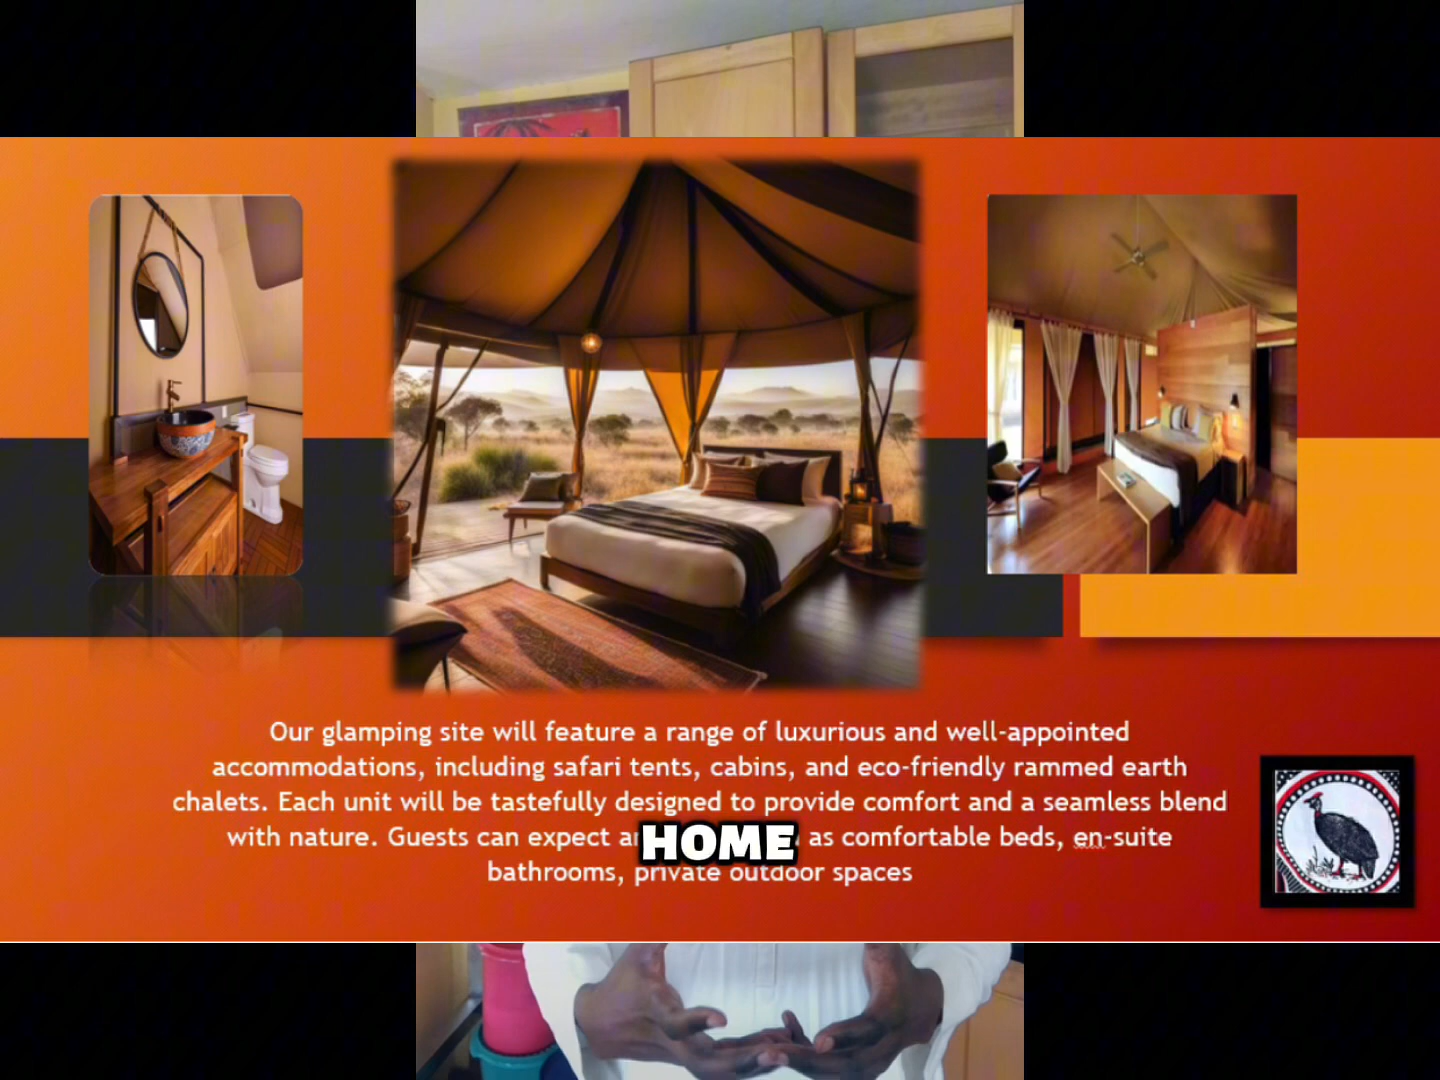 Our glamping site will feature a range of luxurious and well-appointed
accommodations, including safari tents, cabins, and eco-friendly rammed earth
chalets. Each unit will be tastefully designed to provide comfort and a seamless blend
with nature. Guests can expect as comfortable beds, en-suite
HOME
bathrooms, private outdoor spaces